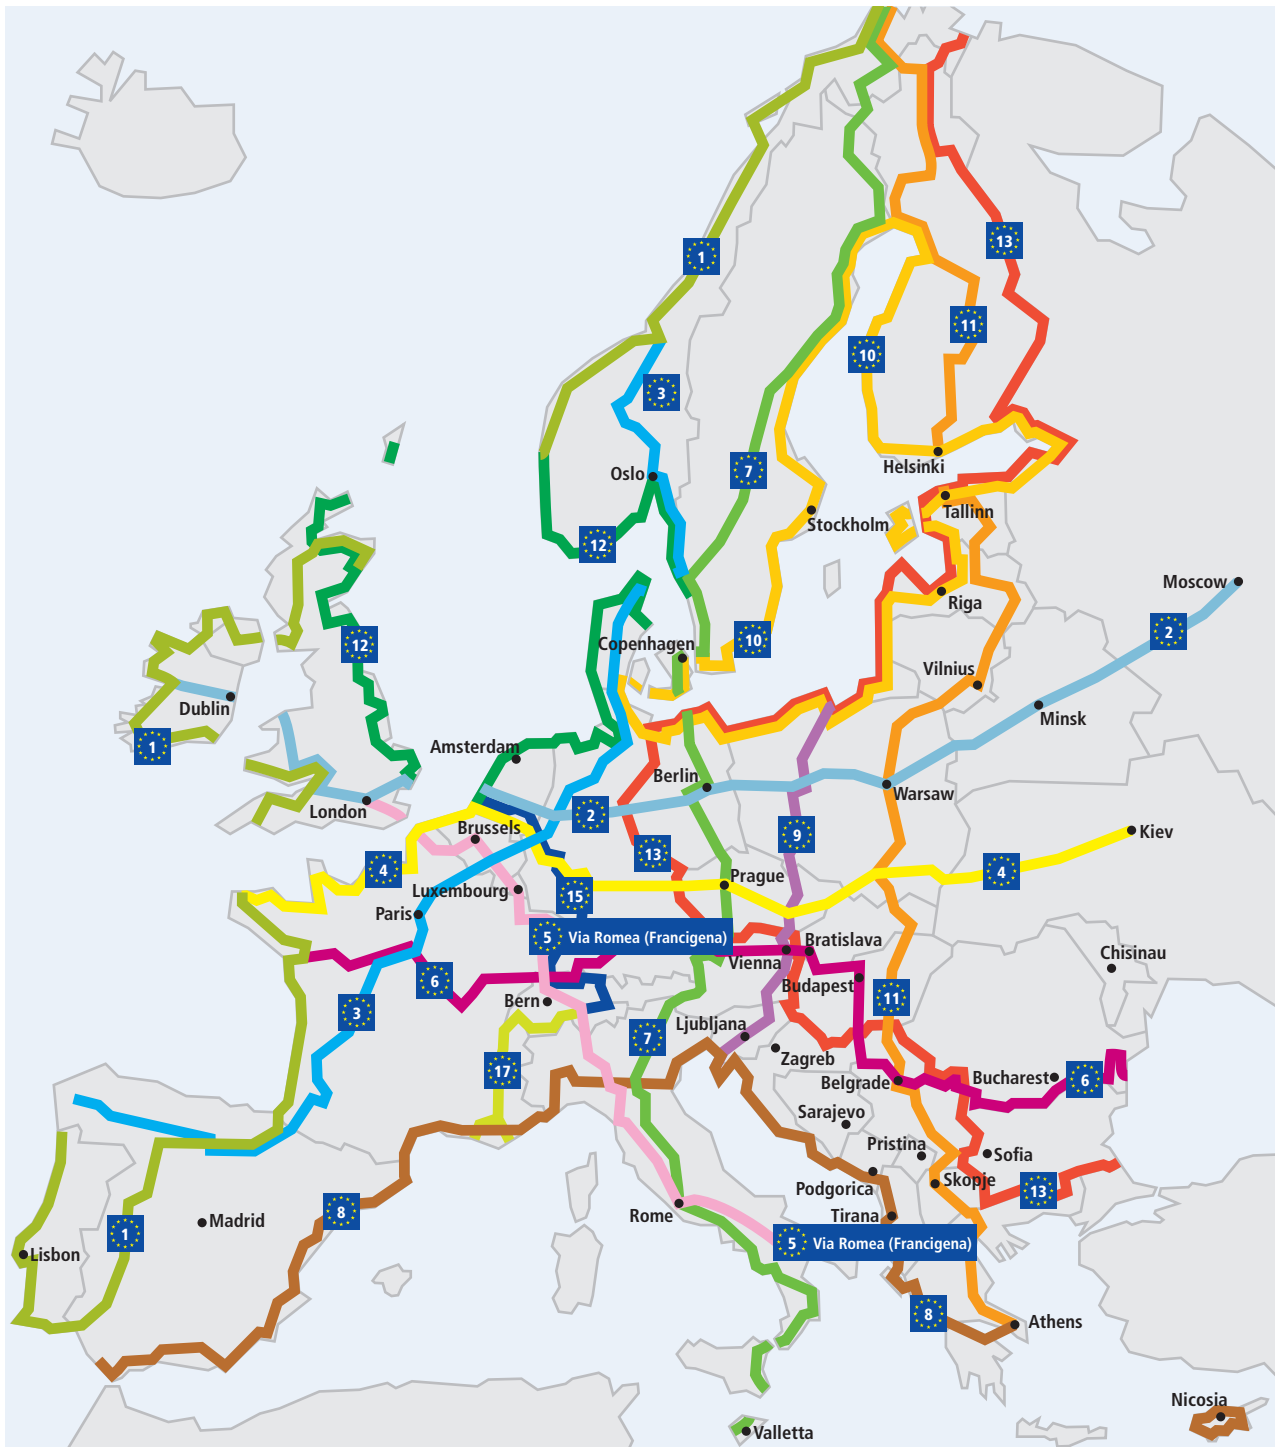 1
13
11
10
3
Oslo
7
Helsinki
Stockholm
Tallinn
12
Moscow
Riga
2
12
Copenhagen
10
Vilnius
Dublin
Minsk
1
Amsterdam
Berlin
Warsaw
London
2
Brussels
9
Kiev
13
4
Luxembourg
15
Prague
4
Paris
5 Via Romea (Francigena)
Bratislava
Vienna
Chisinau
6
Budapest
Bern
11
3
Ljubljana
7
Zagreb
17
Belgrade
Bucharest
6
Sarajevo
Pristina
Sofia
Podgorica
Skopje
13
8
Madrid
Rome
Tirana
1
5 Via Romea (Francigena)
Lisbon
8
Athens
Nicosia
Valletta